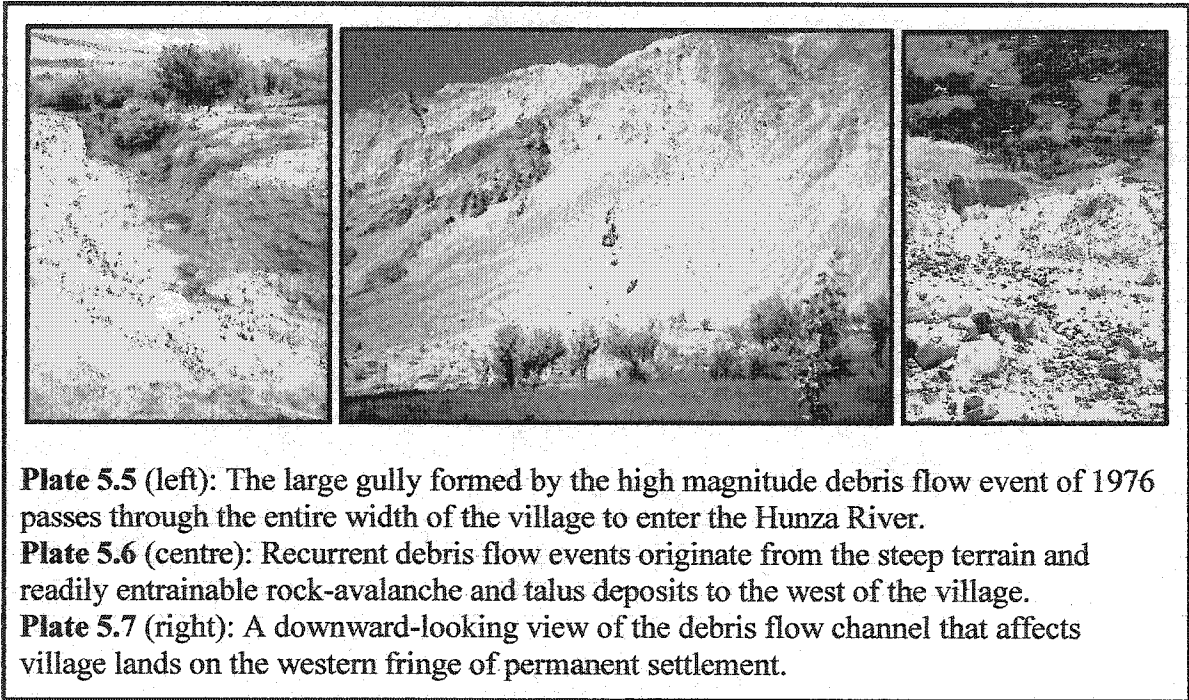 Plate 5.5 (left): The large gully formed by the high magnitude debris flow event of 1976
passes through the entire width of the village to enter the Hunza River.
Plate 5.6 (centre): Recurrent debris flow events originate from the steep terrain and
readily entrainable rock-avalanche and talus deposits to the west of the village.
Plate 5.7 (right): A downward-looking view of the debris flow channel that affects
village lands on the western fringe of permanent settlement.